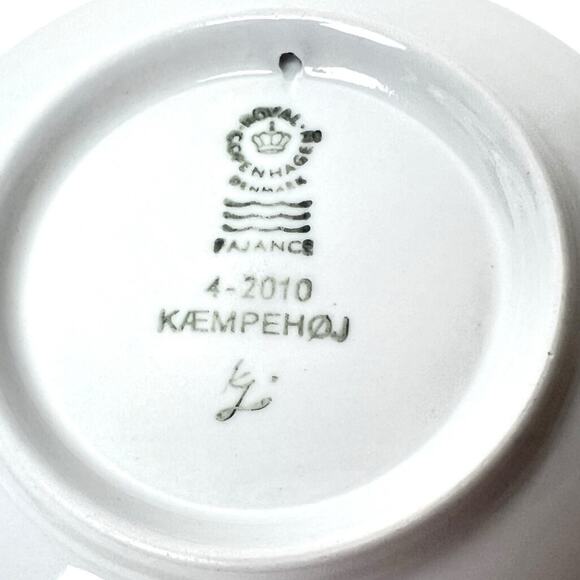 ROYAL
COPENHAGEN
DENMARK
FAJANCE
4-2010
KÆMPEHØJ